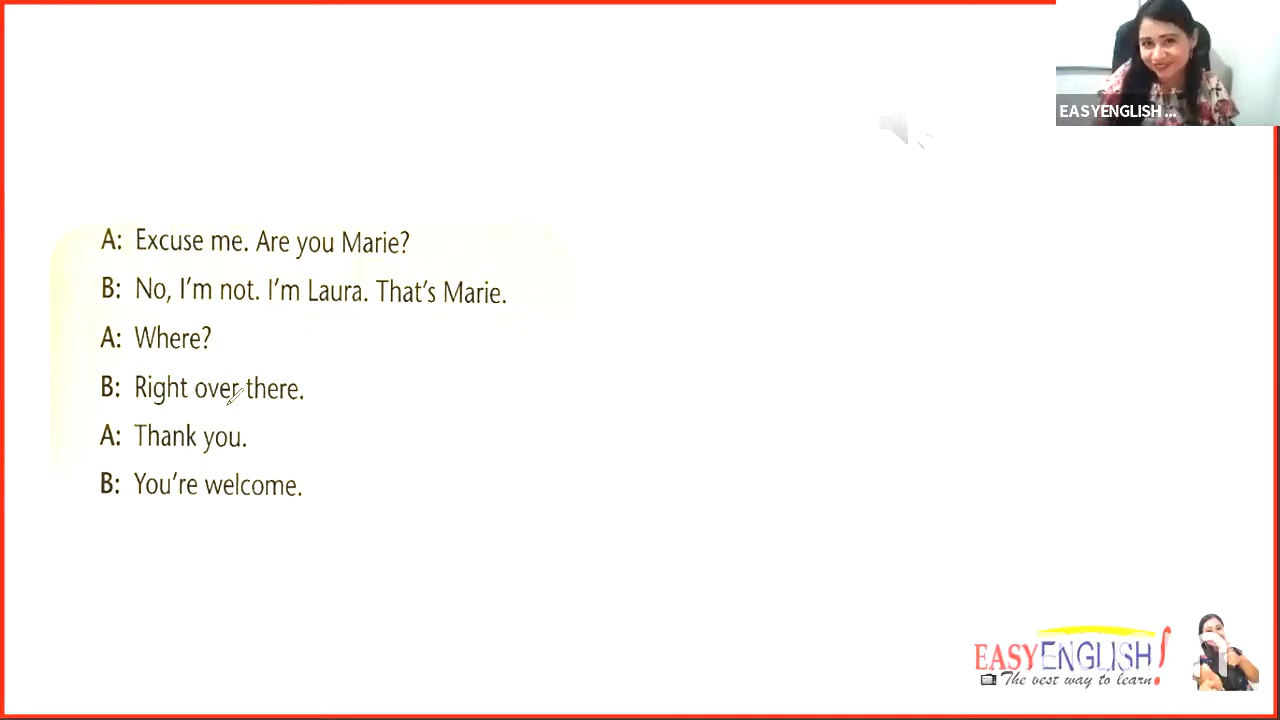 EASYENGLISH ...
A: Excuse me. Are you Marie?
B: No, I'm not. I'm Laura. That's Marie.
A: Where?
B: Right over there.
A: Thank you.
B: You're welcome.
EASYENGLISH!
The best way to learn.